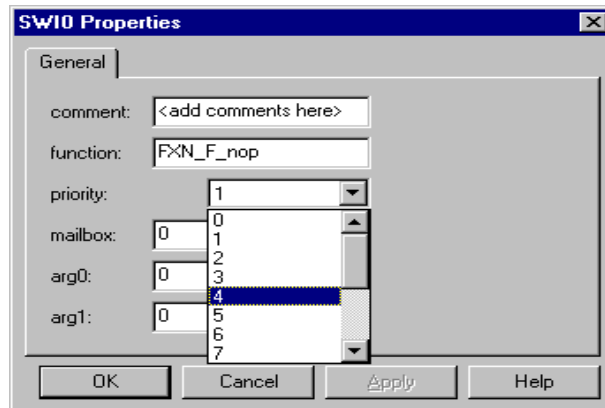 SWI0 Properties
General
comment: <add comments here>
function: FXN_F_nop
priority: 1
0
mailbox: 0 1
2
arg0: 0 3
4
arg1: 0 5
6
7
OK Cancel Apply Help